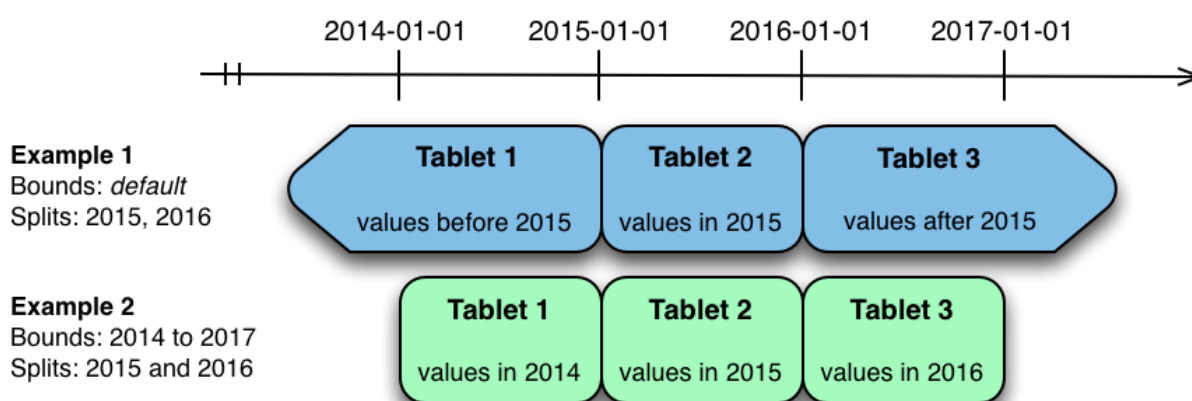 2014-01-01 2015-01-01 2016-01-01 2017-01-01
Example 1
Bounds: default
Splits: 2015, 2016
Tablet 1 Tablet 2 Tablet 3
values before 2015 values in 2015 values after 2015
Example 2
Bounds: 2014 to 2017
Splits: 2015 and 2016
Tablet 1 Tablet 2 Tablet 3
values in 2014 values in 2015 values in 2016